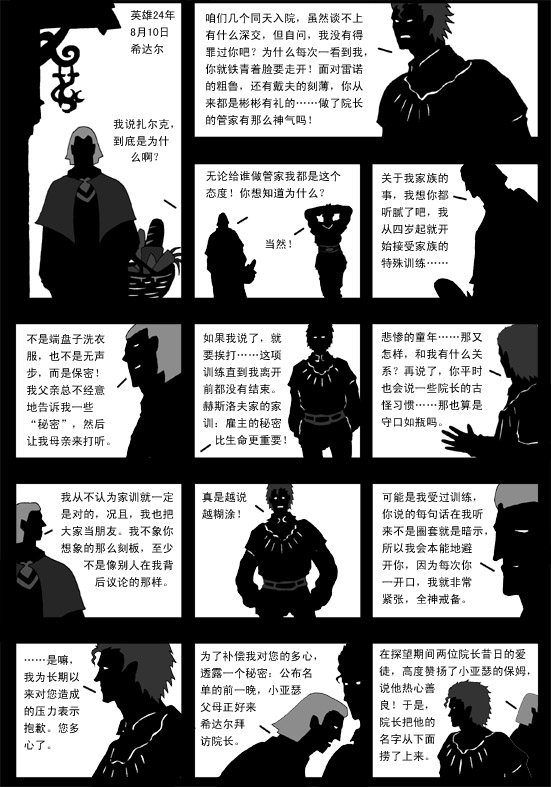 英雄24年
8月10日
希达尔
我说扎尔克，
到底是为什
么啊？
咱们几个同天入院，虽然谈不上
有什么深交，但自问，我没有得
罪过你吧？为什么每次一看到我，
你就铁青着脸要走开！面对雷诺
的粗鲁，还有戴夫的刻薄，你从
来都是彬彬有礼的……做了院长
的管家有那么神气吗！
无论给谁做管家我都是这个
态度！你想知道为什么？
当然！
关于我家族的
事，我想你都
听腻了吧，我
从四岁起就开
始接受家族的
特殊训练……
不是端盘子洗衣
服，也不是无声
步，而是保密！
我父亲总不经意
地告诉我一些
“秘密”，然后
让我母亲来打听。
如果我说了，就
要挨打……这项
训练直到我离开
前都没有结束。
赫斯洛夫家的家
训：雇主的秘密
比生命更重要！
悲惨的童年……那又
怎样，和我有什么关
系？再说了，你平时
也会说一些院长的古
怪习惯……那也算是
守口如瓶吗。
我从不认为家训就一定
是对的，况且，我也把
大家当朋友。我不象你
想象的那么刻板，至少
不是像别人在我背
后议论的那样。
真是越说
越糊涂！
可能是我受过训练，
你说的每句话在我听
来不是圈套就是暗示，
所以我会本能地避
开你，因为每次你
一开口，我就非常
紧张，全神戒备。
……是嘛，
我为长期以
来对您造成
的压力表示
抱歉。您多
心了。
为了补偿我对您的多心，
透露一个秘密：公布名
单的前一晚，小亚瑟
父母正好来
希达尔拜
访院长。
在探望期间两位院长昔日的爱
徒，高度赞扬了小亚瑟的保姆，
说他热心善
良！于是，
院长把他的
名字从下面
捞了上来。